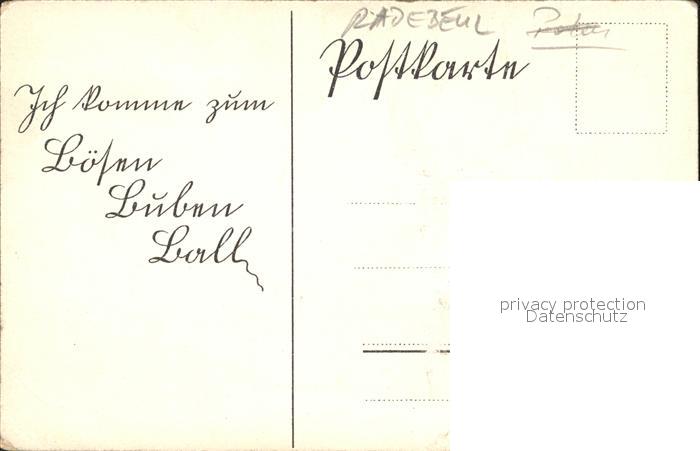 RADEBEUL
Postkarte
Ich komme zum
Bösen
Buben
Ball
privacy protection
Datenschutz